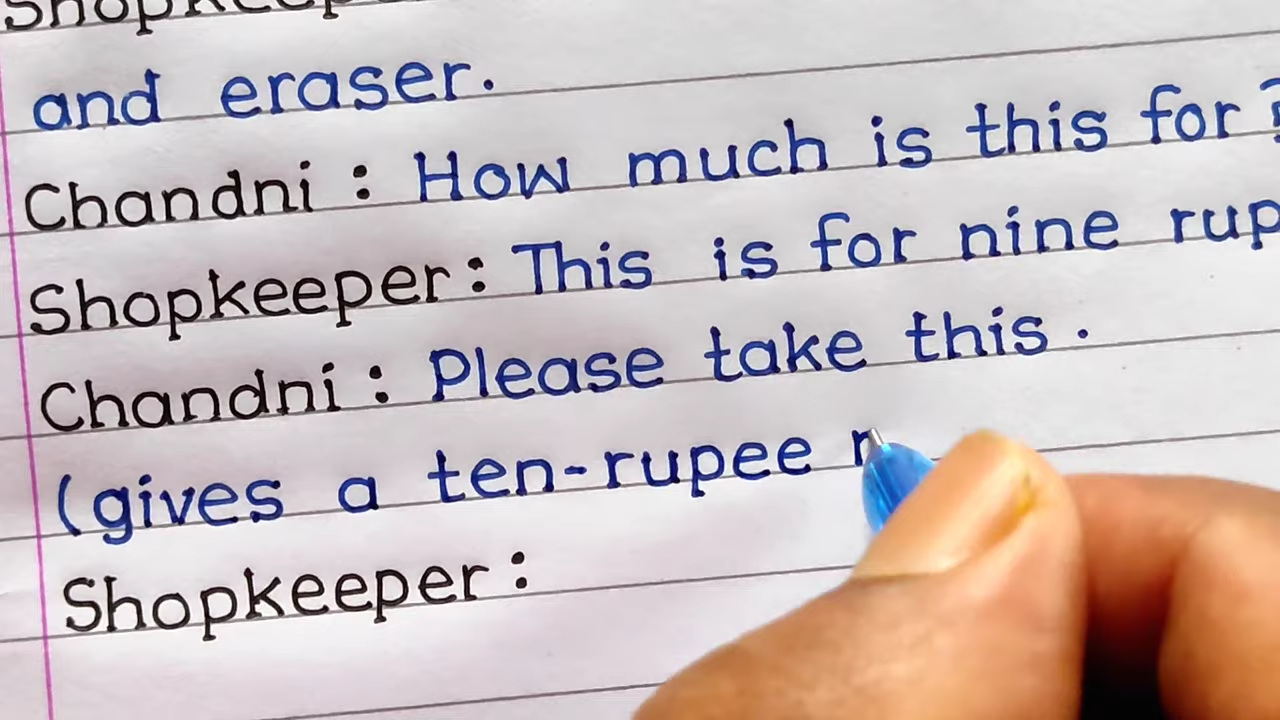 and eraser.
Chandni : How much is this for ?
Shopkeeper : This is for nine rup
Chandni : Please take this .
(gives a ten-rupee
Shopkeeper :